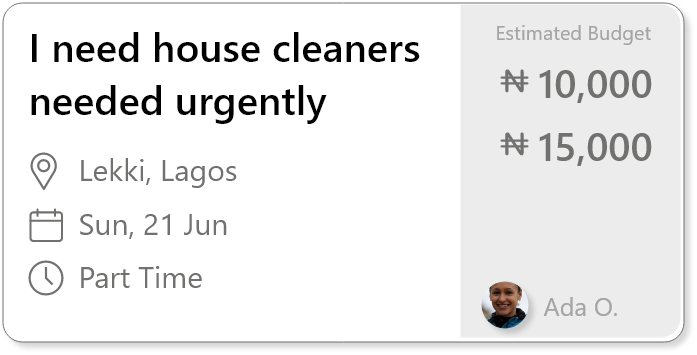 I need house cleaners
needed urgently
Lekki, Lagos
Sun, 21 Jun
Part Time
Estimated Budget
₦ 10,000
₦ 15,000
Ada O.